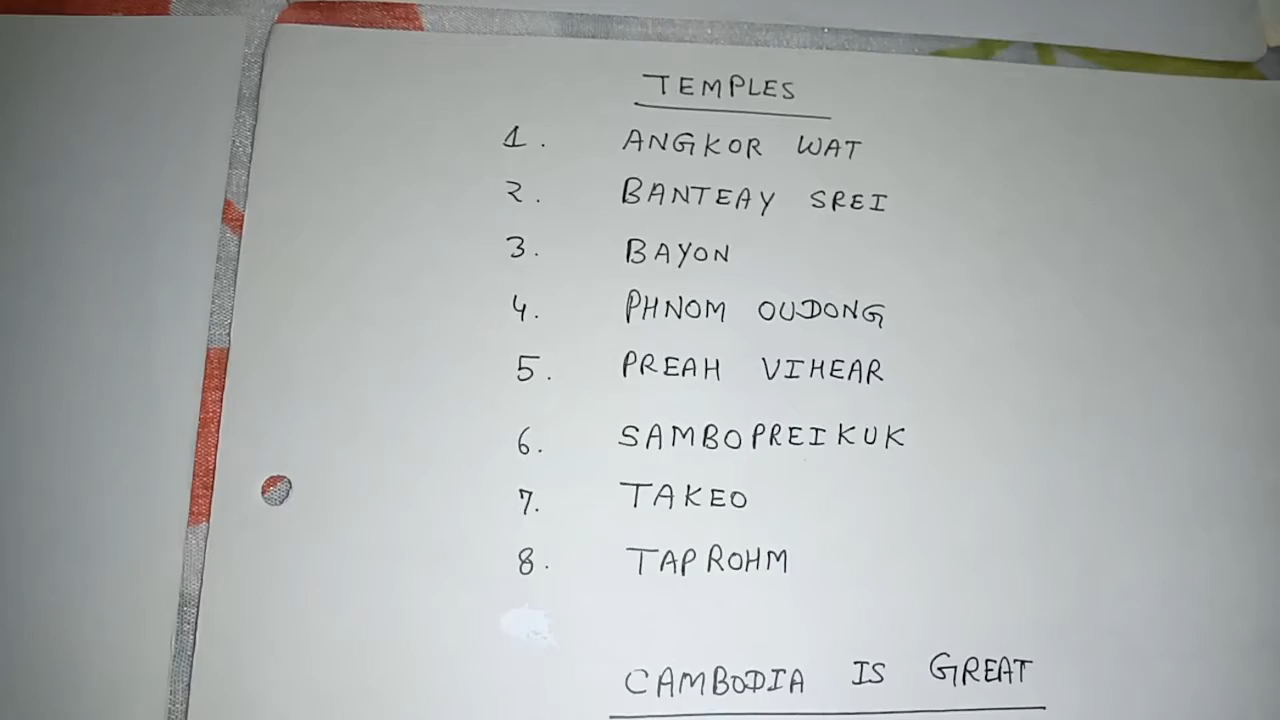 TEMPLES
1. ANGKOR WAT
2. BANTEAY SREI
3. BAYON
4. PHNOM OUDONG
5. PREAH VIHEAR
6. SAMBOPREIKUK
7. TAKEO
8. TAPROHM
CAMBODIA IS GREAT